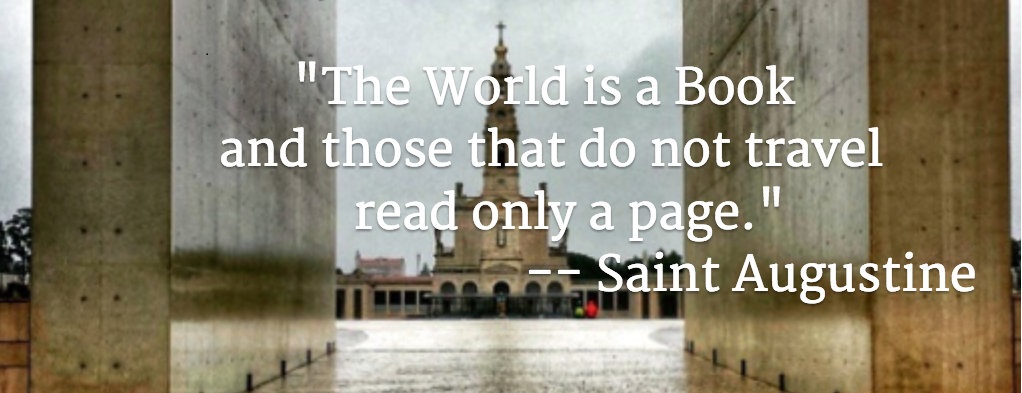 "The World is a Book
and those that do not travel
read only a page."
-- Saint Augustine